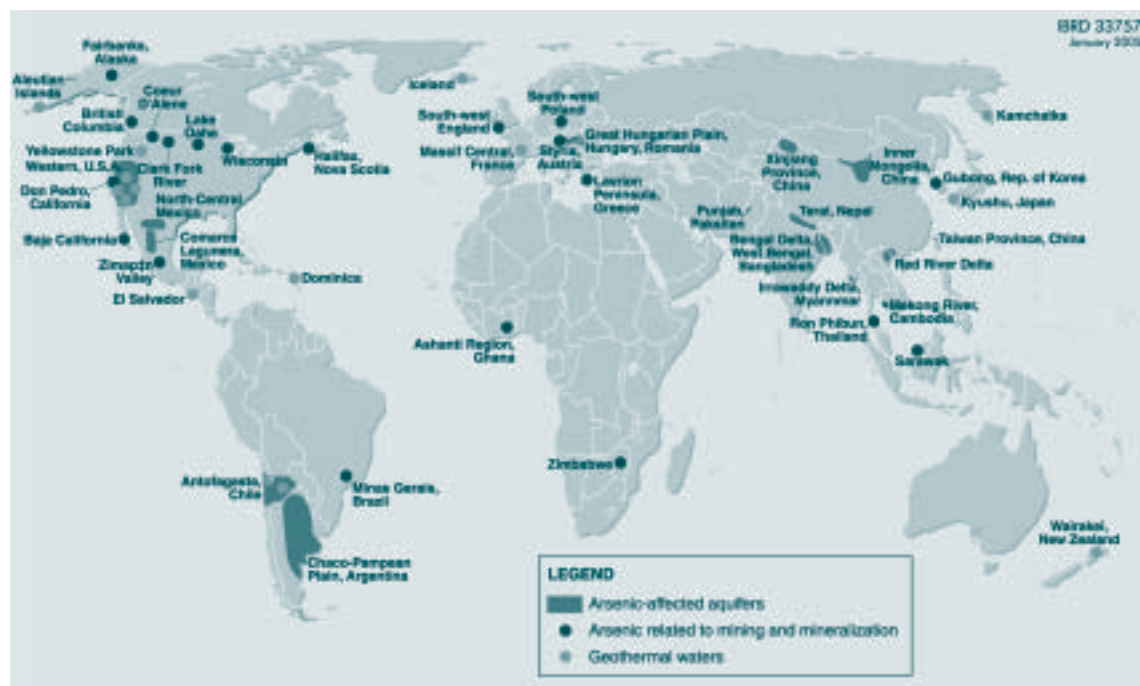 IBRD 33757
January 2005
Fairbanks,
Alaska
Aleutian
Islands
Coeur
D'Alene
British
Columbia
Lake
Oahe
Yellowstone Park
Western, U.S.A.
Clark Fork
River
Wisconsin
Halifax,
Nova Scotia
Don Pedro,
California
North-Central
Mexico
Baja California
Comarca
Lagunera,
Mexico
Zimapán
Valley
El Salvador
Dominica
Iceland
South-west
England
South-west
Poland
Massif Central,
France
Styria,
Austria
Great Hungarian Plain,
Hungary, Romania
Lavrion
Peninsula,
Greece
Xinjiang
Province,
China
Inner
Mongolia,
China
Kamchatka
Gubong, Rep. of Korea
Kyushu, Japan
Punjab,
Pakistan
Terai, Nepal
Taiwan Province, China
Bengal Delta,
West Bengal,
Bangladesh
Red River Delta
Irrawaddy Delta,
Myanmar
Mekong River,
Cambodia
Ron Phibun,
Thailand
Sarawak
Ashanti Region,
Ghana
Zimbabwe
Antofagasta,
Chile
Minas Gerais,
Brazil
Chaco-Pampean
Plain, Argentina
Wairakei,
New Zealand
LEGEND
Arsenic-affected aquifers
Arsenic related to mining and mineralization
Geothermal waters